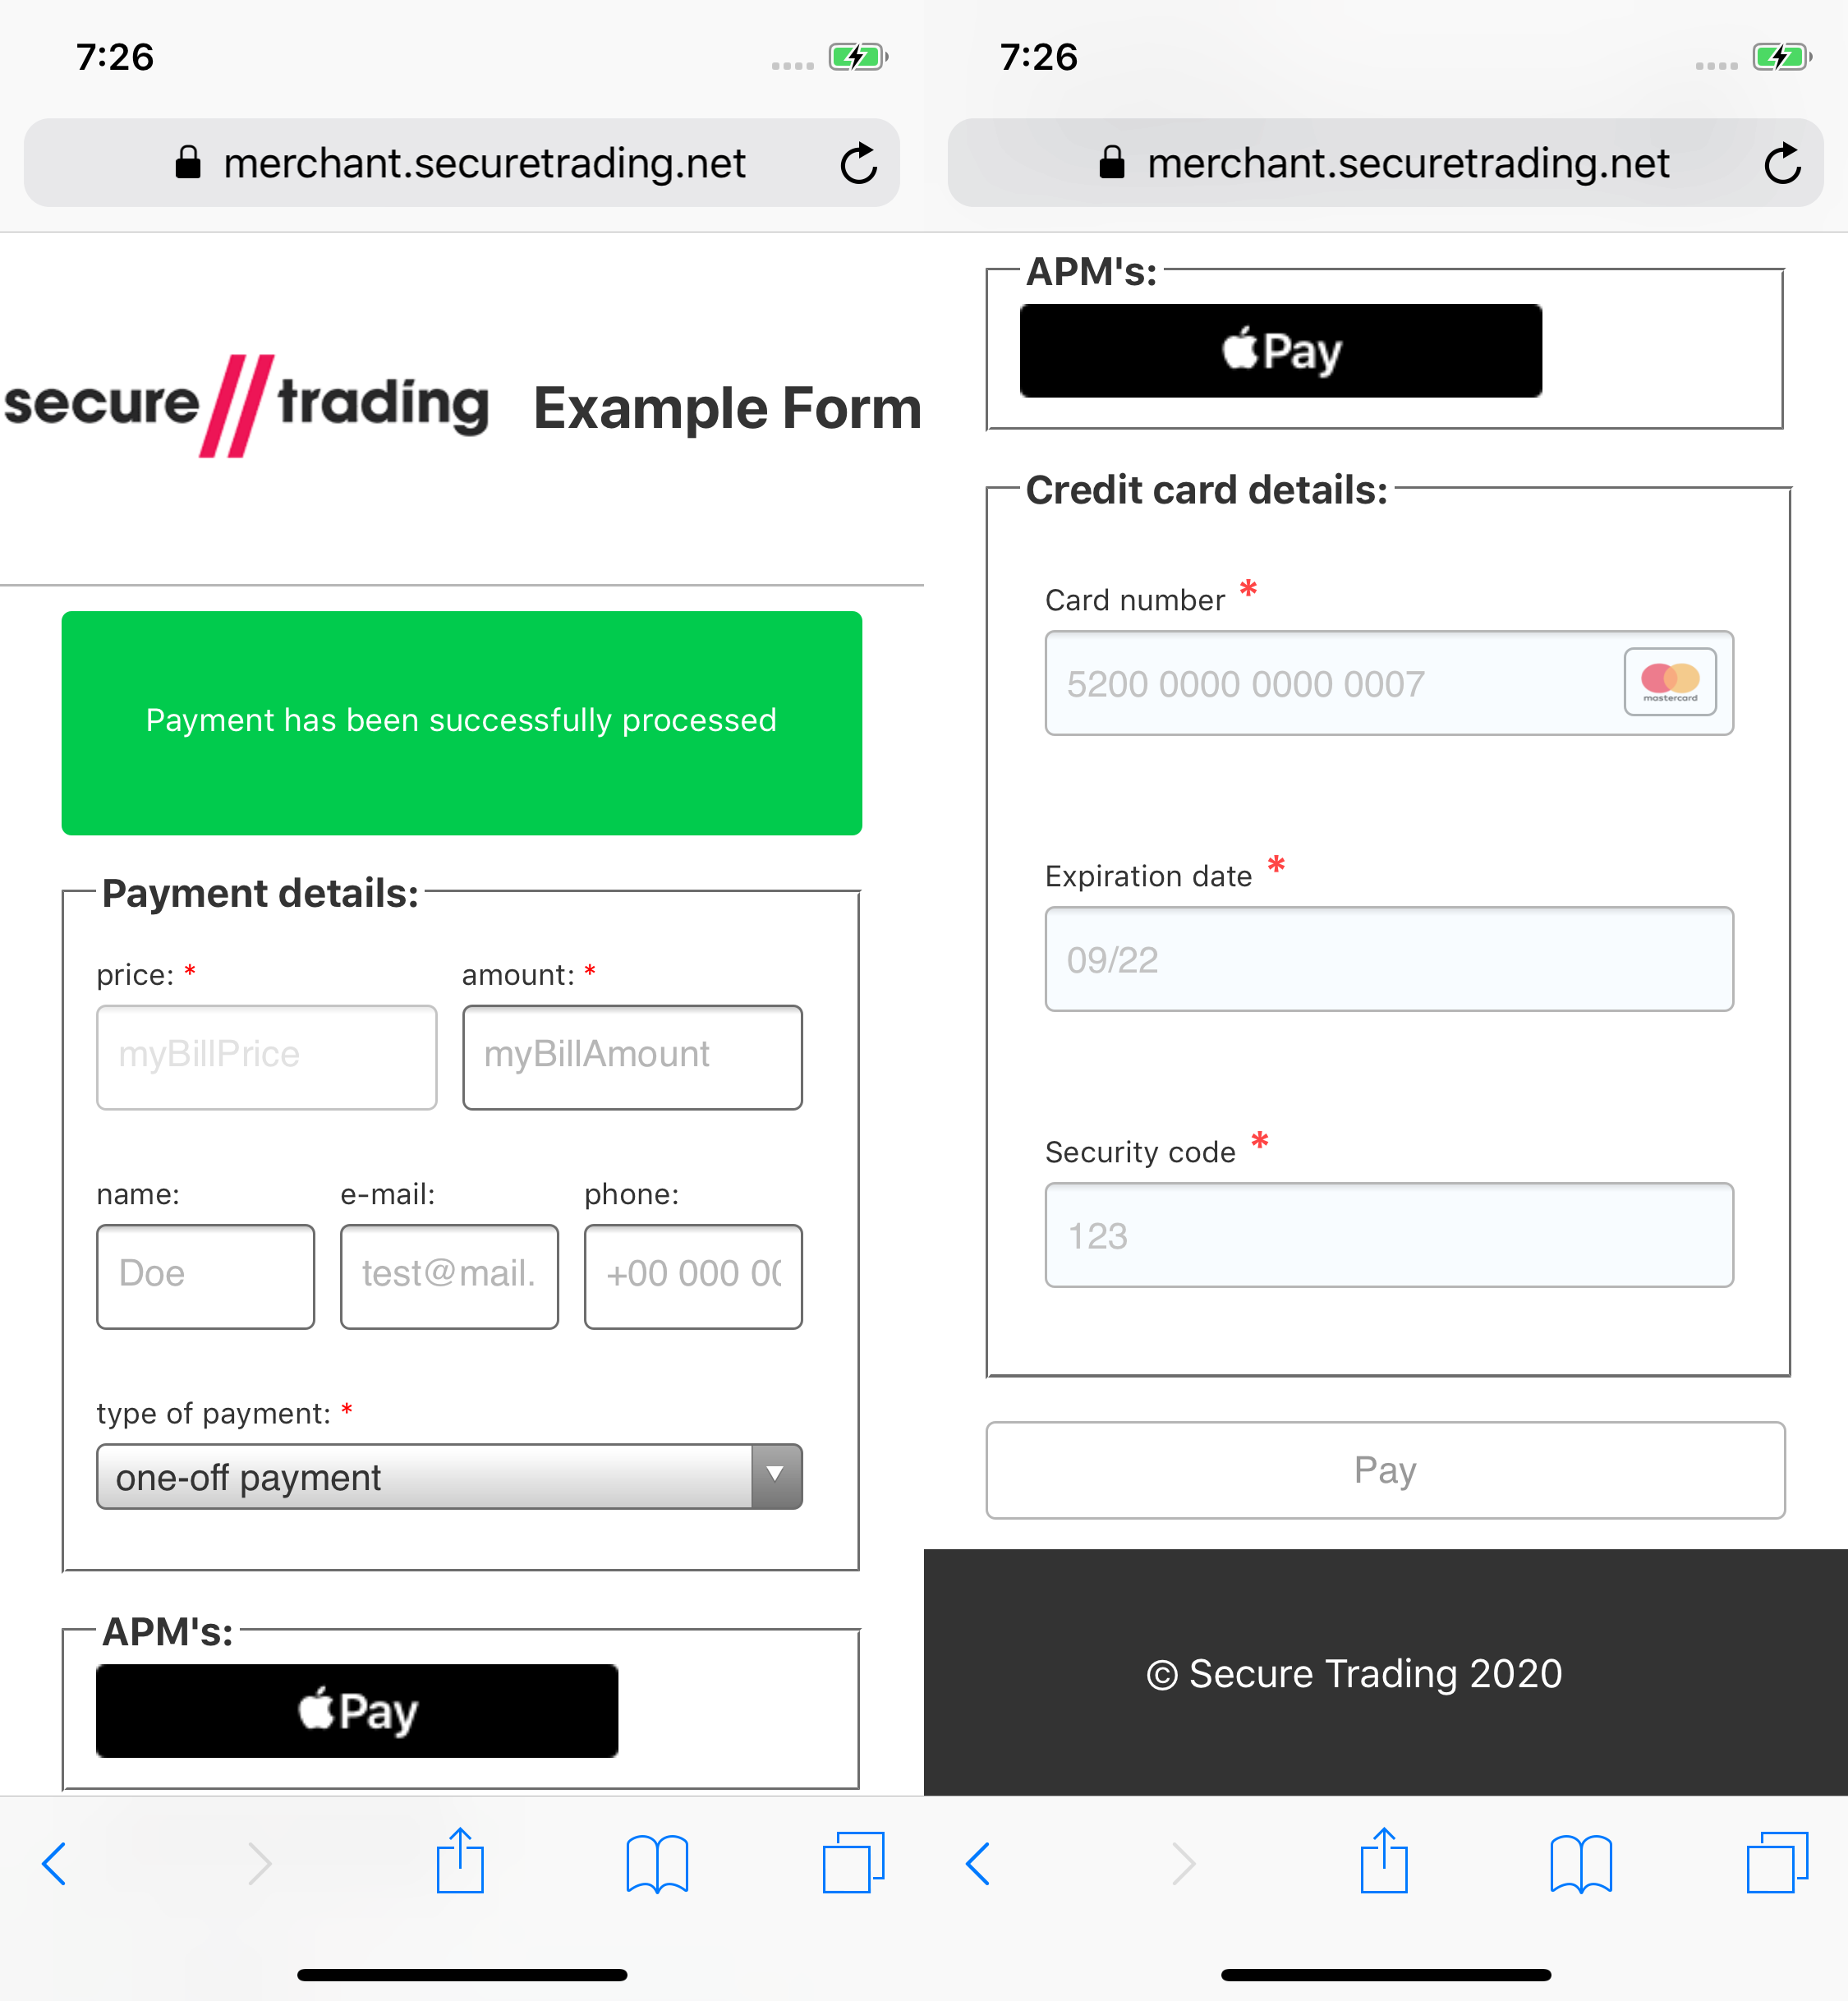 7:26
merchant.securetrading.net
secure trading Example Form
Payment has been successfully processed
Payment details:
price: * amount: *
myBillPrice myBillAmount
name: e-mail: phone:
Doe test@mail. +00 000 00
type of payment: *
one-off payment
APM's:
Pay
7:26
merchant.securetrading.net
APM's:
Pay
Credit card details:
Card number *
5200 0000 0000 0007
mastercard
Expiration date *
09/22
Security code *
123
Pay
© Secure Trading 2020